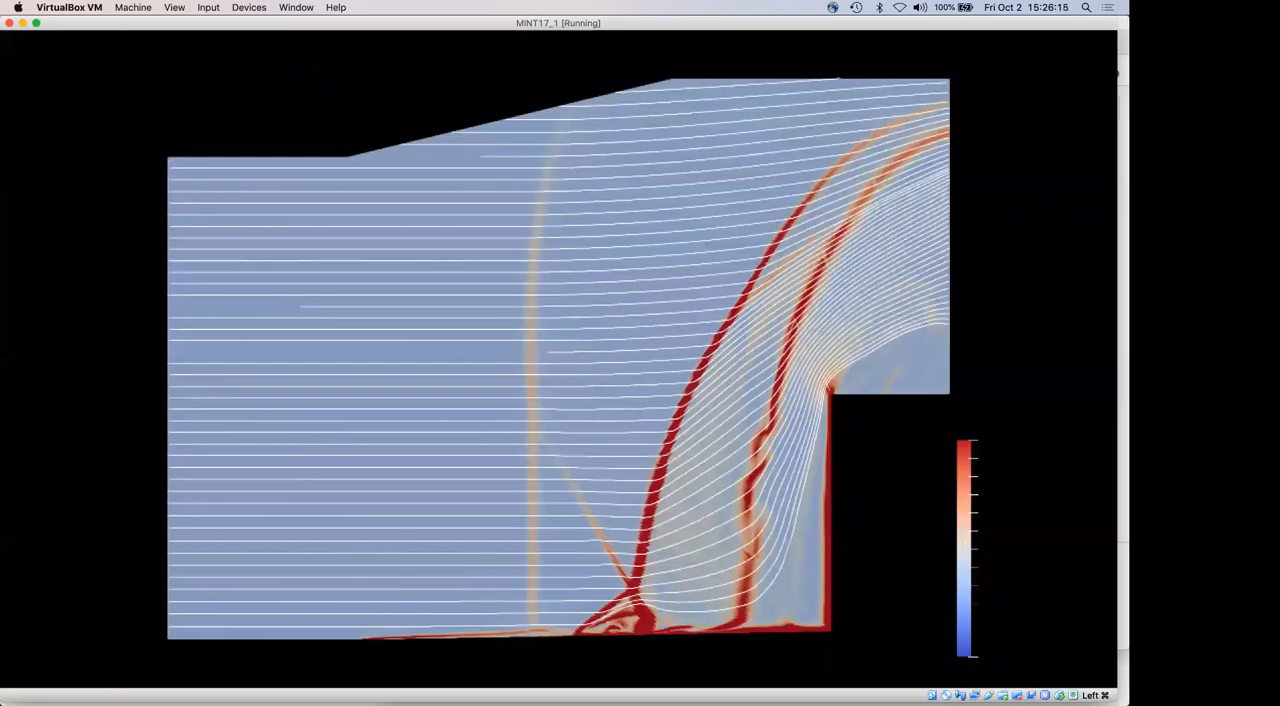 VirtualBox VM Machine View Input Devices Window Help 100% Fri Oct 2 15:26:15
MINT17_1 [Running]
Left ⌘